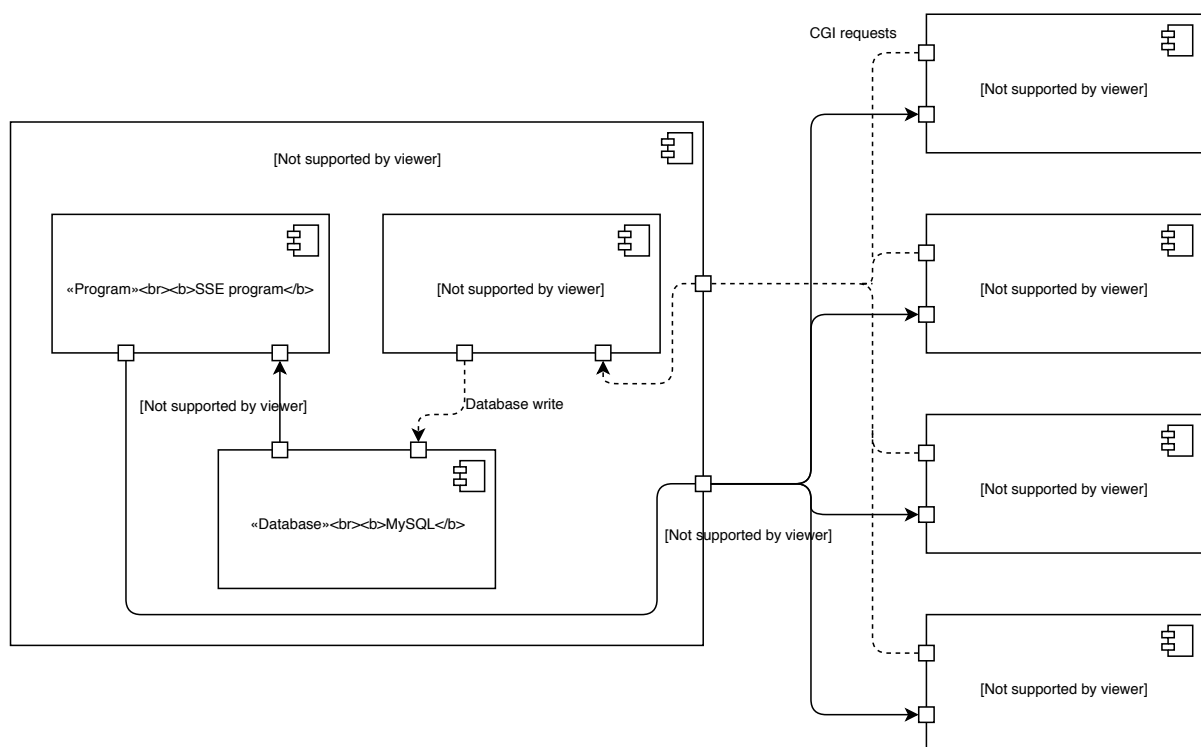 CGI requests
[Not supported by viewer]
[Not supported by viewer]
«Program»<br><b>SSE program</b>
[Not supported by viewer]
[Not supported by viewer]
[Not supported by viewer]
Database write
«Database»<br><b>MySQL</b>
[Not supported by viewer]
[Not supported by viewer]
[Not supported by viewer]